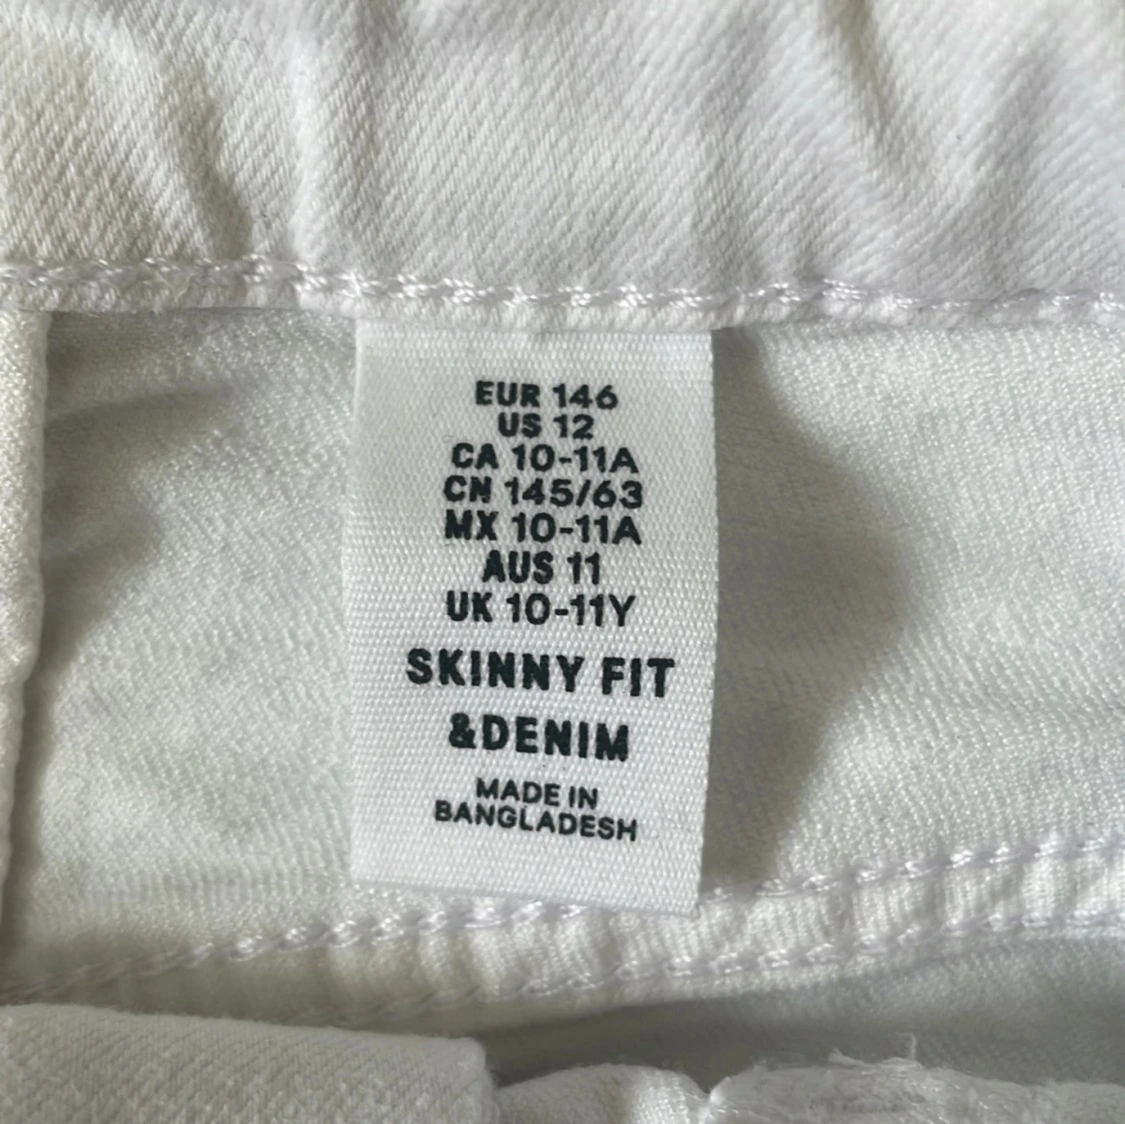 EUR 146
US 12
CA 10-11A
CN 145/63
MX 10-11A
AUS 11
UK 10-11Y
SKINNY FIT
&DENIM
MADE IN
BANGLADESH